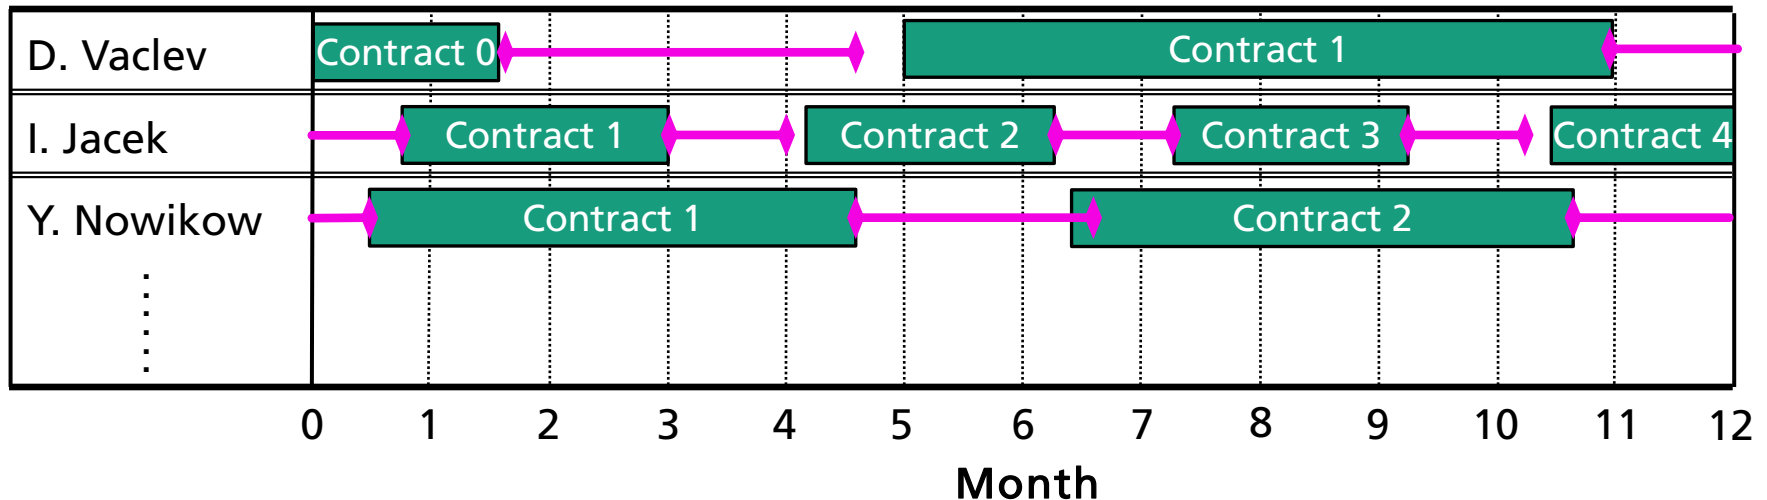 D. Vaclev Contract 0 Contract 1
I. Jacek Contract 1 Contract 2 Contract 3 Contract 4
Y. Nowikow Contract 1 Contract 2
0 1 2 3 4 5 6 7 8 9 10 11 12
Month